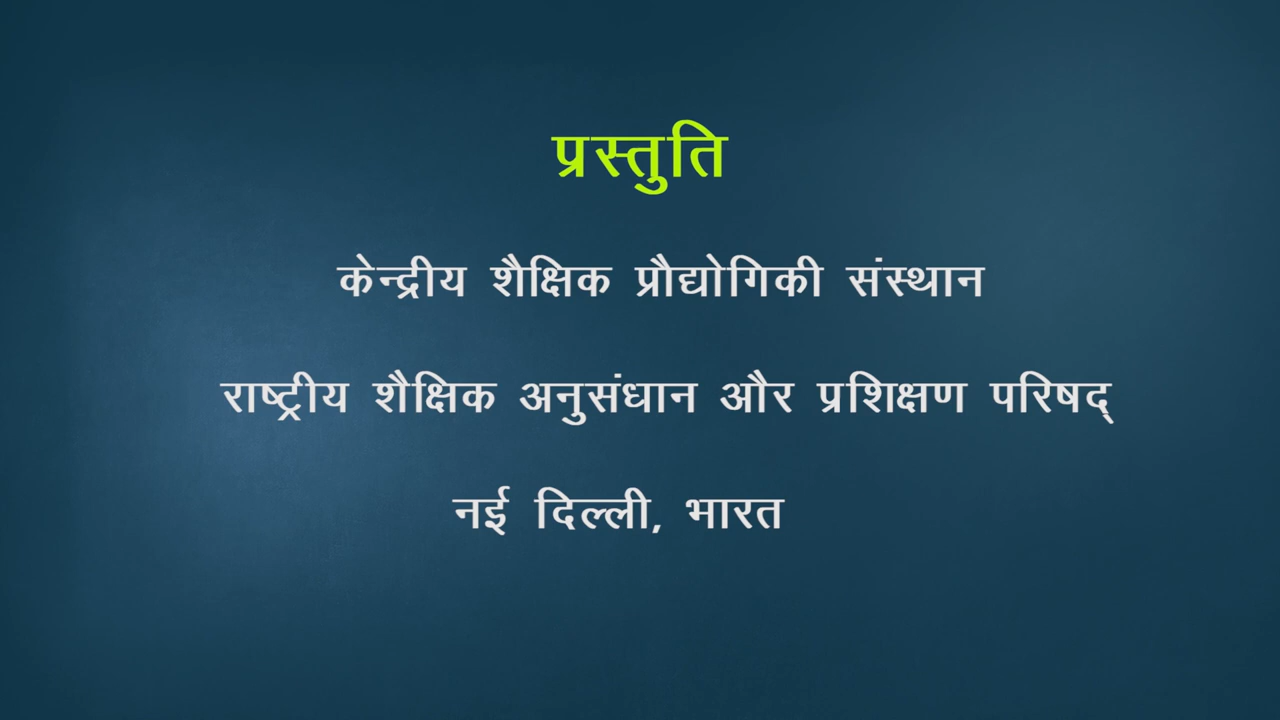 प्रस्तुति
केन्द्रीय शैक्षिक प्रौद्योगिकी संस्थान
राष्ट्रीय शैक्षिक अनुसंधान और प्रशिक्षण परिषद्
नई दिल्ली, भारत